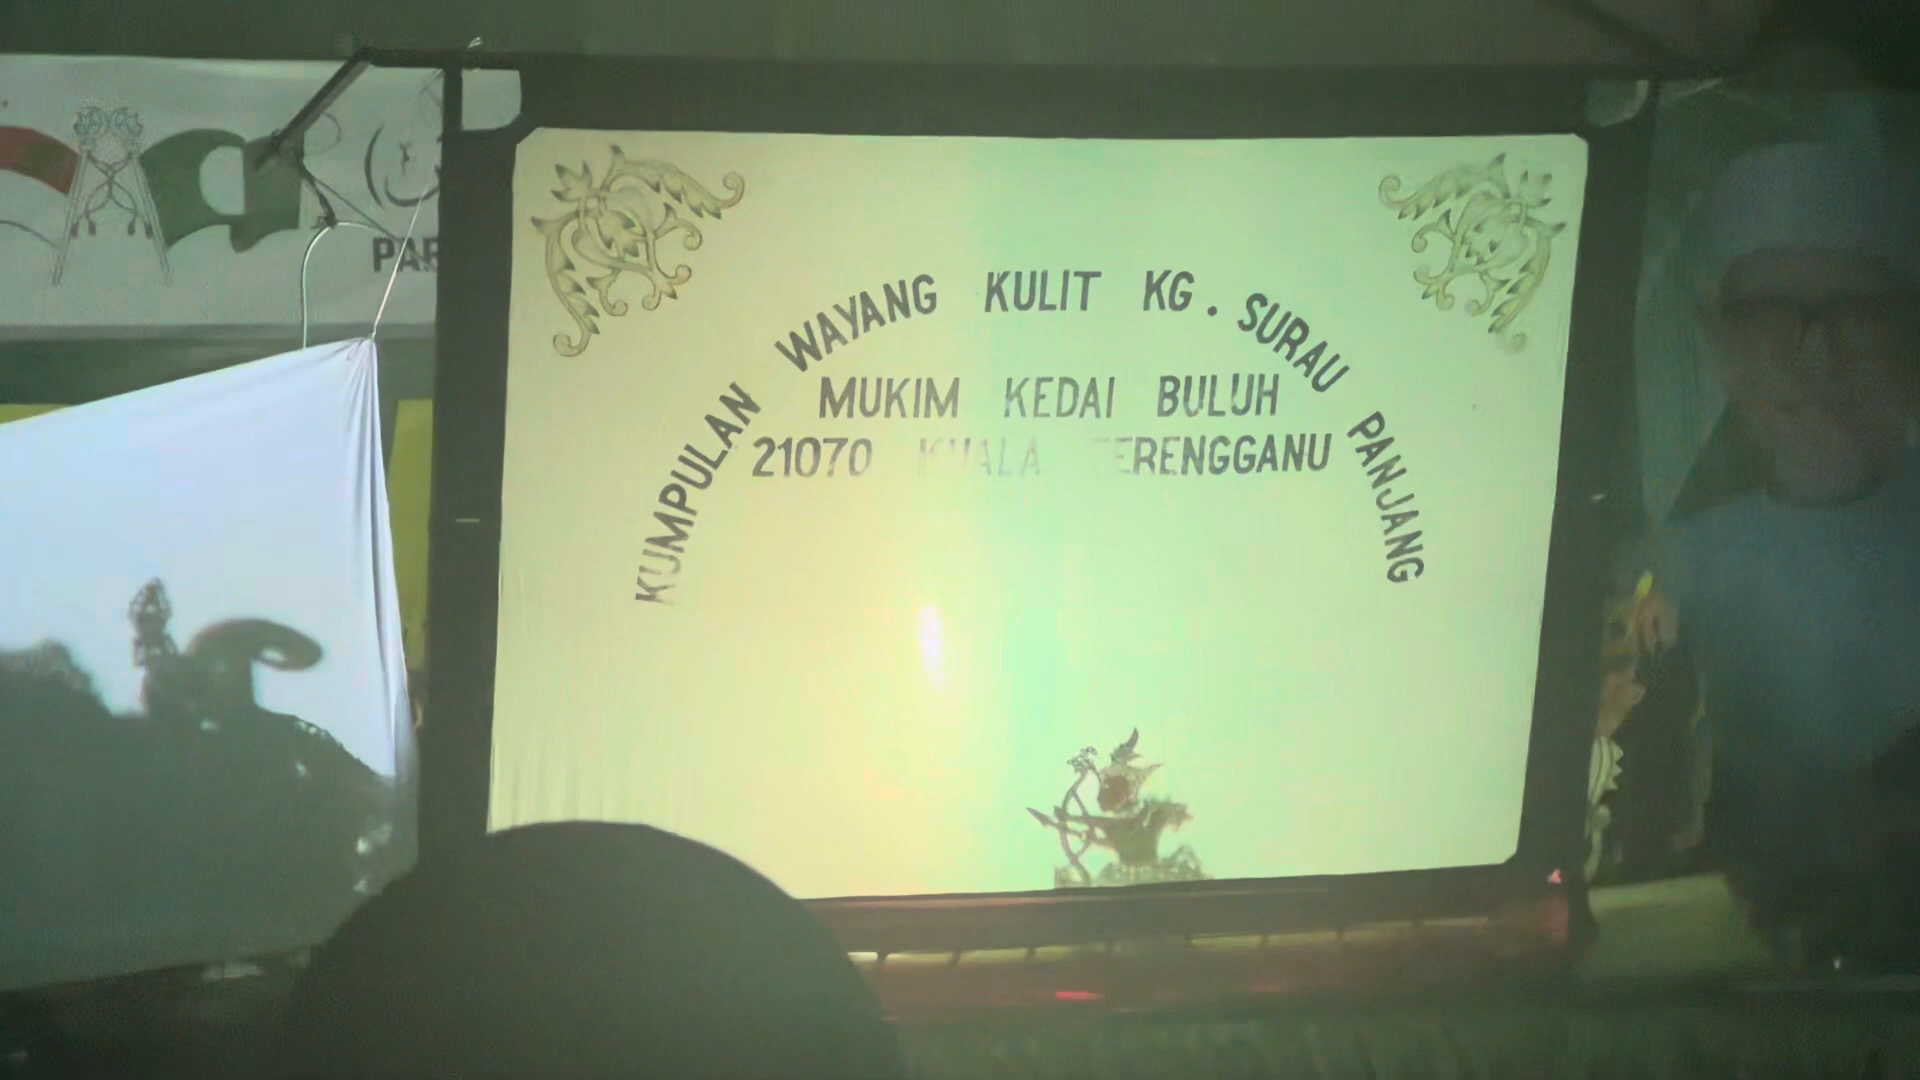 KUMPULAN WAYANG KULIT KG. SURAU PANJANG
MUKIM KEDAI BULUH
21070 KUALA TERENGGANU